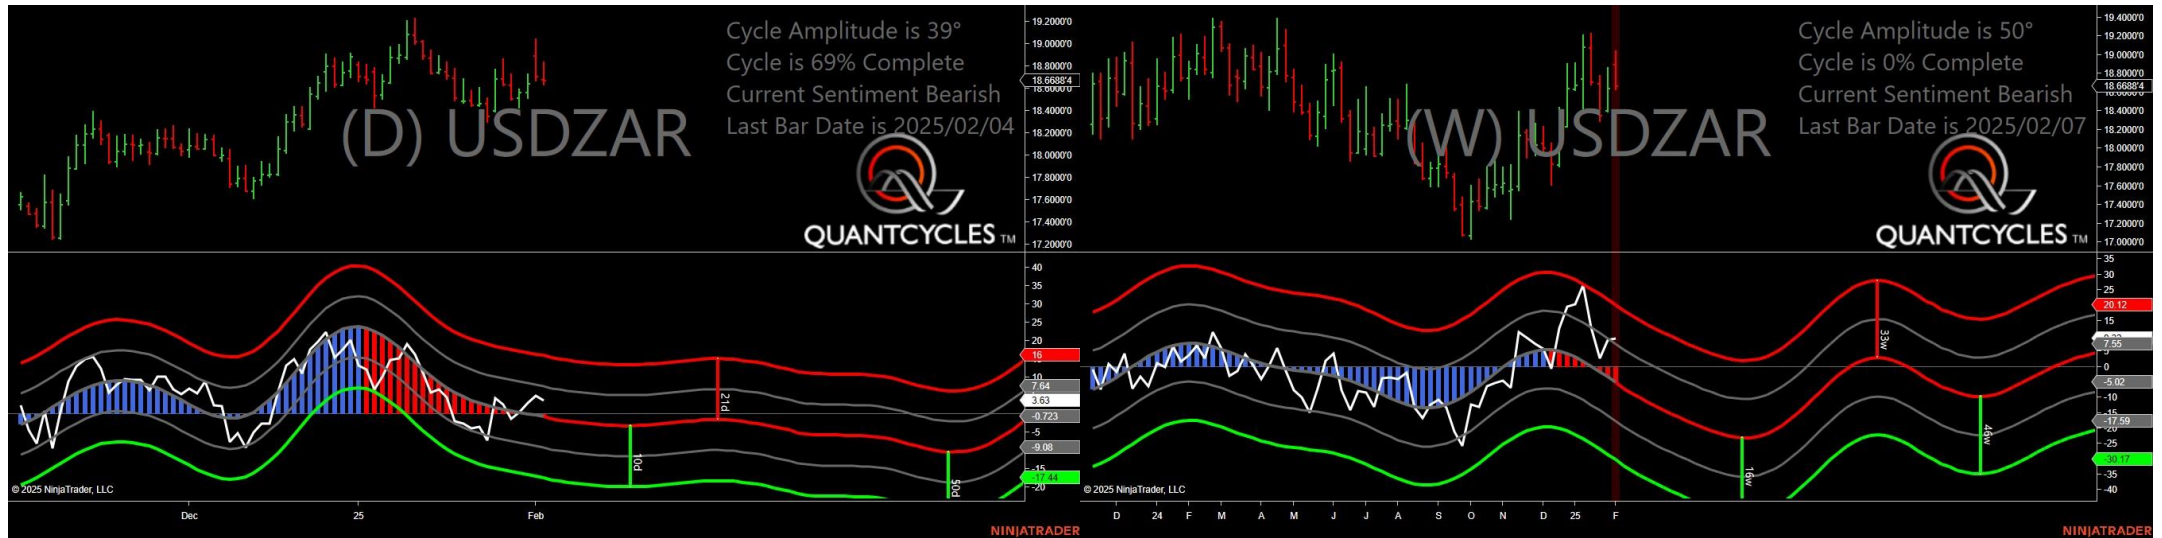 Cycle Amplitude is 39°
Cycle is 69% Complete
Current Sentiment Bearish
Last Bar Date is 2025/02/04
(D) USDZAR
QUANTCYCLES TM
19.2000'0
19.0000'0
18.6688'4
18.4000'0
18.2000'0
18.0000'0
17.8000'0
17.6000'0
17.4000'0
17.2000'0
40
35
30
25
20
16
10
7.64
3.63
-0.723
-5
-9.08
-15
-17.44
-20
21d
10d
50d
© 2025 NinjaTrader, LLC
Dec
25
Feb
NINJATRADER
Cycle Amplitude is 50°
Cycle is 0% Complete
Current Sentiment Bearish
Last Bar Date is 2025/02/07
(W) USDZAR
QUANTCYCLES TM
19.4000'0
19.2000'0
19.0000'0
18.8000'0
18.6688'4
18.4000'0
18.2000'0
18.0000'0
17.8000'0
17.6000'0
17.4000'0
17.2000'0
17.0000'0
35
30
25
20.12
15
7.55
5
0
-5.02
-10
-15
-17.59
-20
-25
-30.17
-35
-40
33w
46w
16w
© 2025 NinjaTrader, LLC
D
24
F
M
A
M
J
J
A
S
O
N
D
25
F
NINJATRADER